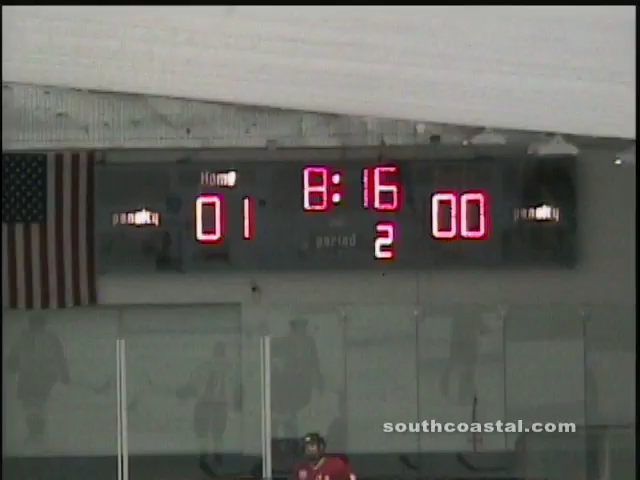 Home 8:16
penalty 01 00 penalty
period 2
southcoastal.com